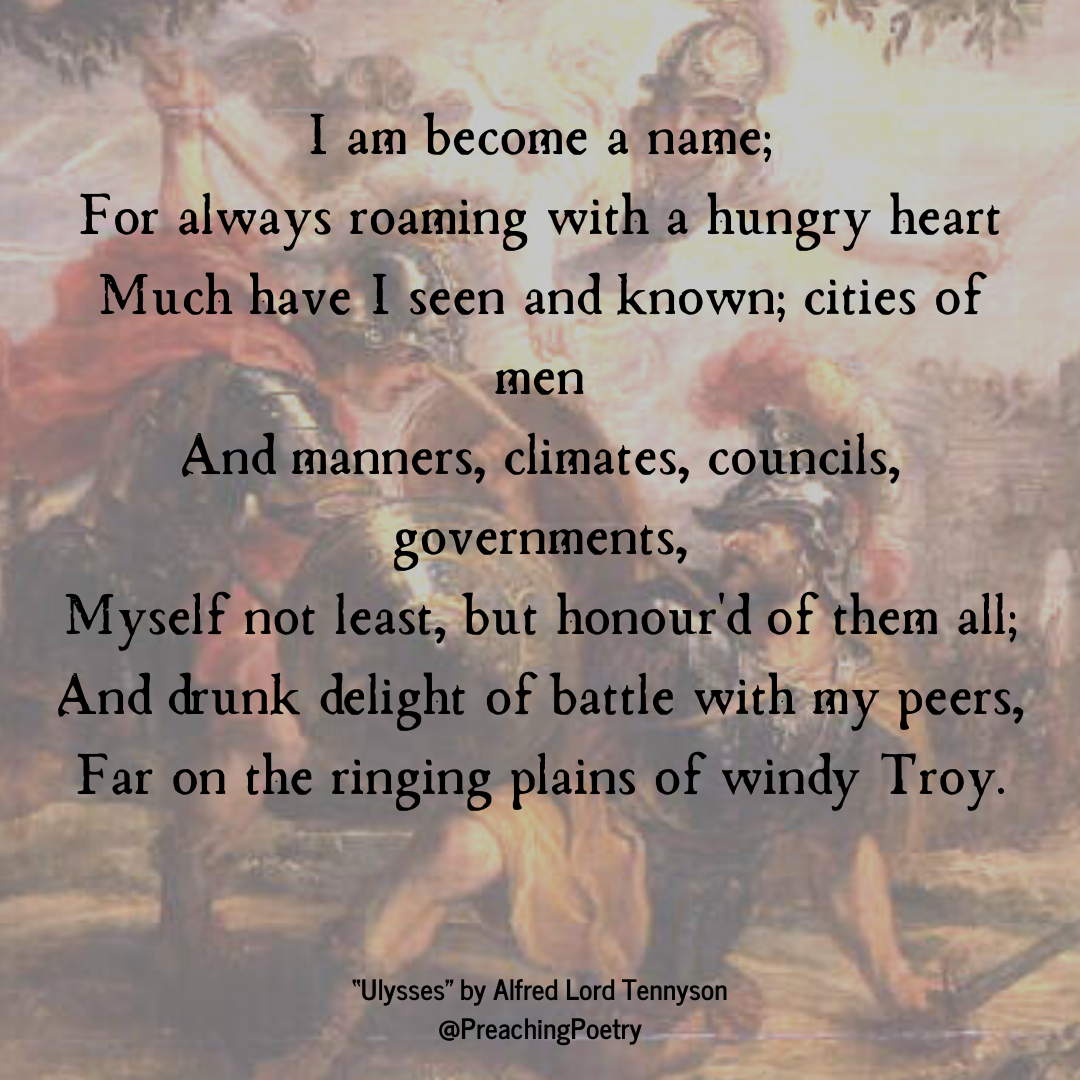 I am become a name;
For always roaming with a hungry heart
Much have I seen and known; cities of
men
And manners, climates, councils,
governments,
Myself not least, but honour'd of them all;
And drunk delight of battle with my peers,
Far on the ringing plains of windy Troy.
“Ulysses” by Alfred Lord Tennyson
@PreachingPoetry